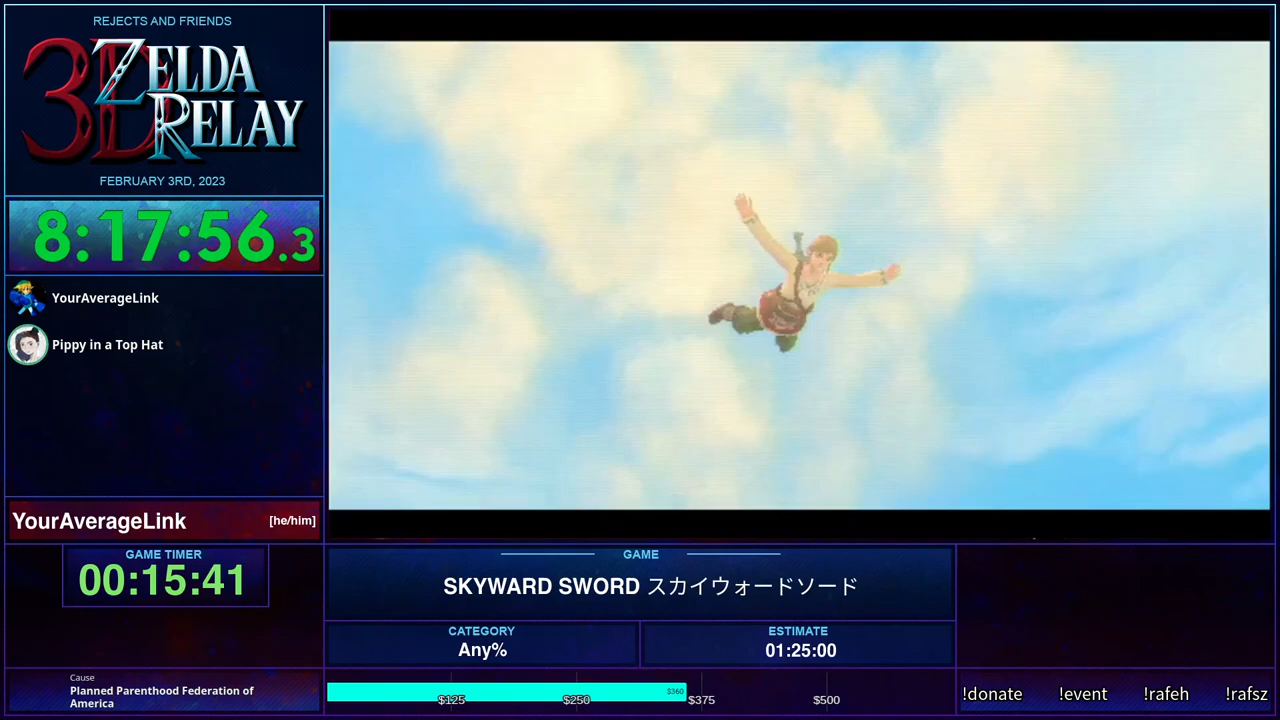 REJECTS AND FRIENDS
3D ZELDA
RELAY
FEBRUARY 3RD, 2023
8:17:56.3
YourAverageLink
Pippy in a Top Hat
YourAverageLink [he/him]
GAME TIMER
00:15:41
GAME
SKYWARD SWORD スカイウォードソード
CATEGORY
Any%
ESTIMATE
01:25:00
Cause
Planned Parenthood Federation of
America
$360
$125 $250 $375 $500
!donate !event !rafeh !rafsz